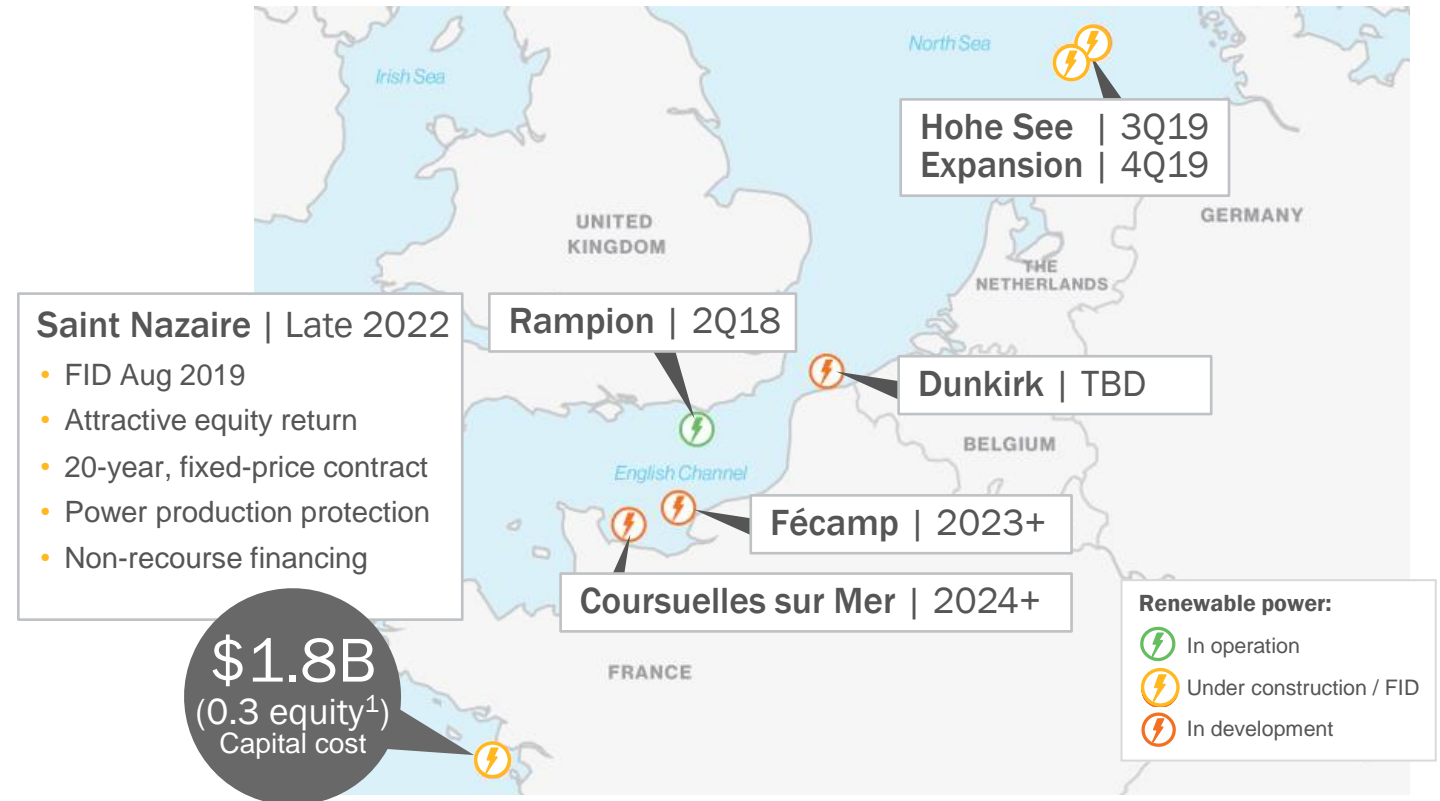 North Sea
Irish Sea
Hohe See | 3Q19
Expansion | 4Q19
UNITED
KINGDOM
GERMANY
THE
NETHERLANDS
Saint Nazaire | Late 2022
• FID Aug 2019
• Attractive equity return
• 20-year, fixed-price contract
• Power production protection
• Non-recourse financing
Rampion | 2Q18
Dunkirk | TBD
BELGIUM
English Channel
Fécamp | 2023+
Coursuelles sur Mer | 2024+
$1.8B
(0.3 equity¹)
Capital cost
FRANCE
Renewable power:
In operation
Under construction / FID
In development